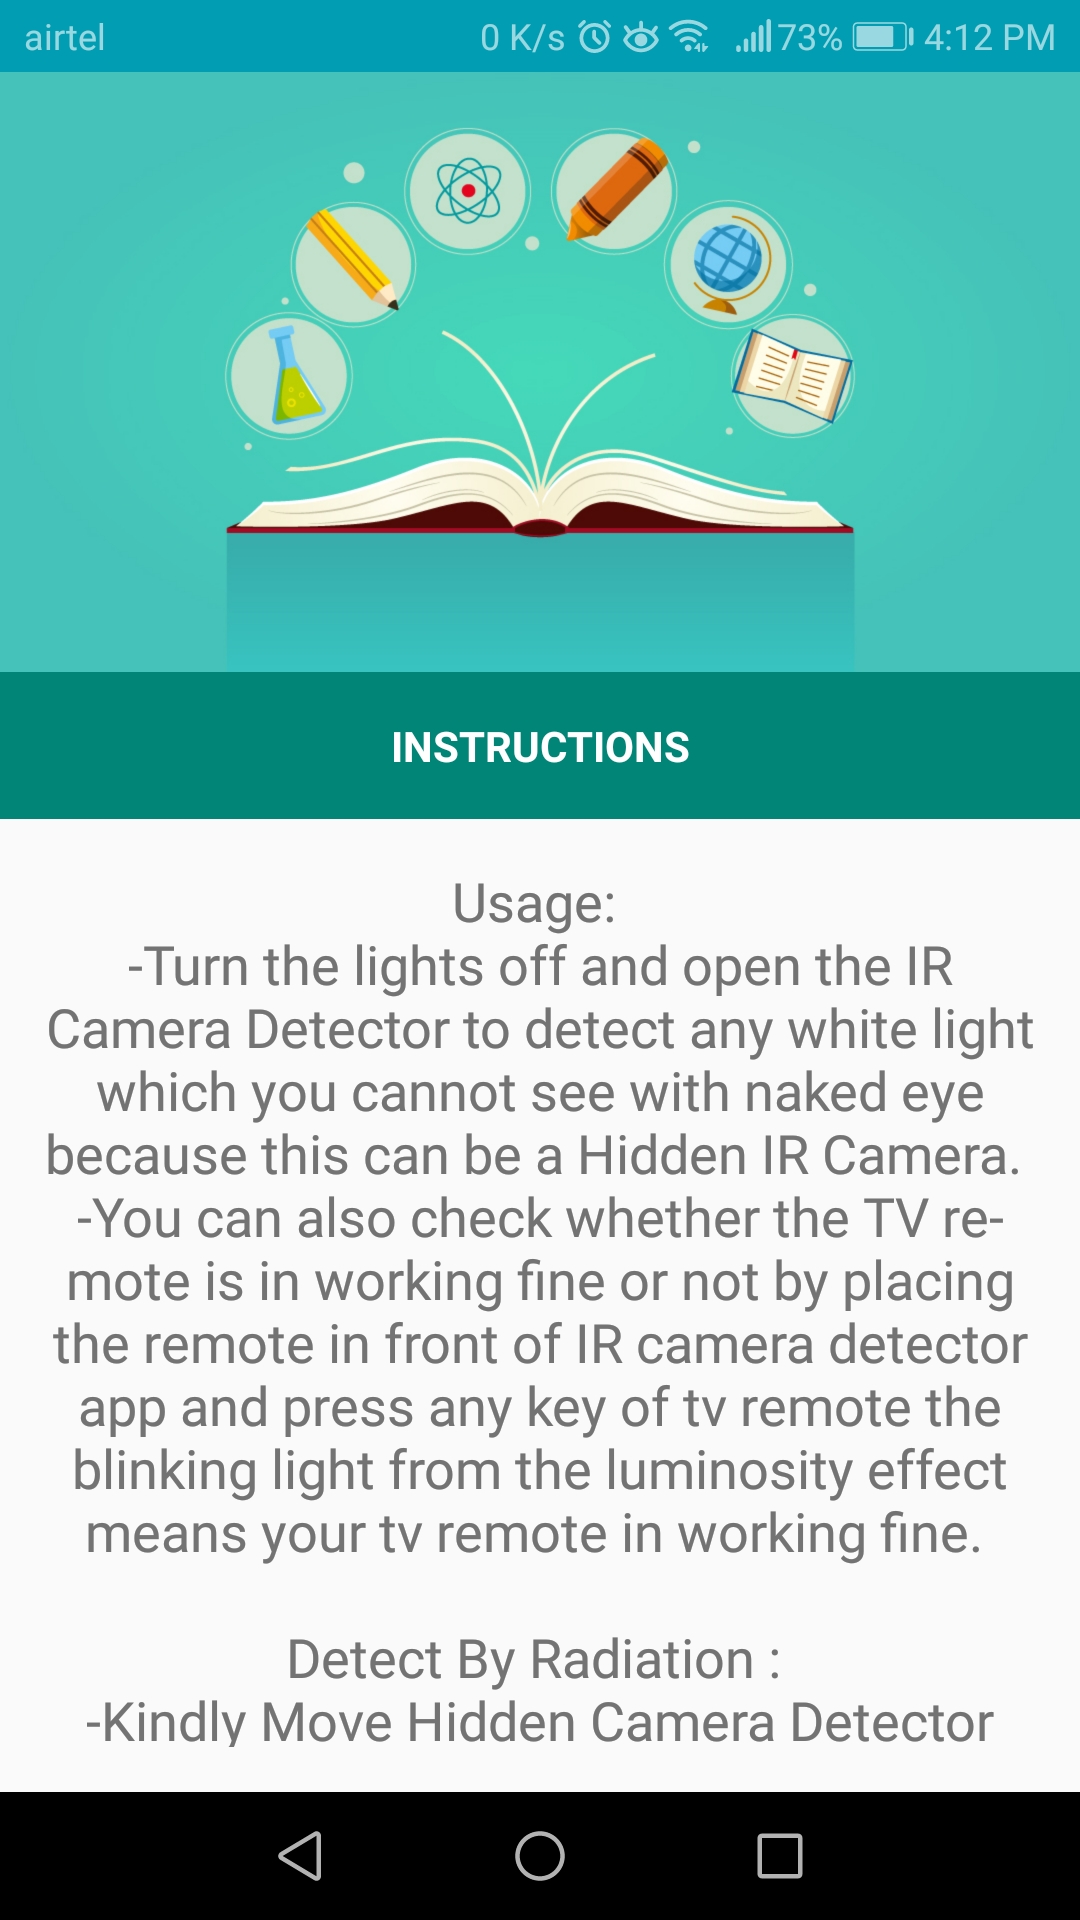 airtel 0 K/s 73% 4:12 PM
INSTRUCTIONS
Usage:
-Turn the lights off and open the IR
Camera Detector to detect any white light
which you cannot see with naked eye
because this can be a Hidden IR Camera.
-You can also check whether the TV re-
mote is in working fine or not by placing
the remote in front of IR camera detector
app and press any key of tv remote the
blinking light from the luminosity effect
means your tv remote in working fine.
Detect By Radiation :
-Kindly Move Hidden Camera Detector